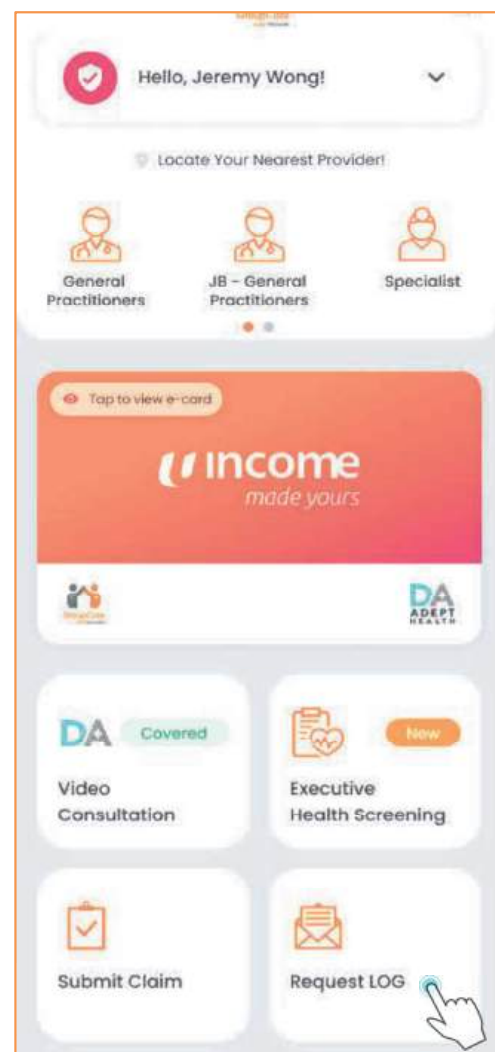 Hello, Jeremy Wong!
Locate Your Nearest Provider!
General
Practitioners
JB - General
Practitioners
Specialist
Tap to view e-card
income
made yours
DA
ADEPT
HEALTH
DA
Covered
Video
Consultation
New
Executive
Health Screening
Submit Claim
Request LOG